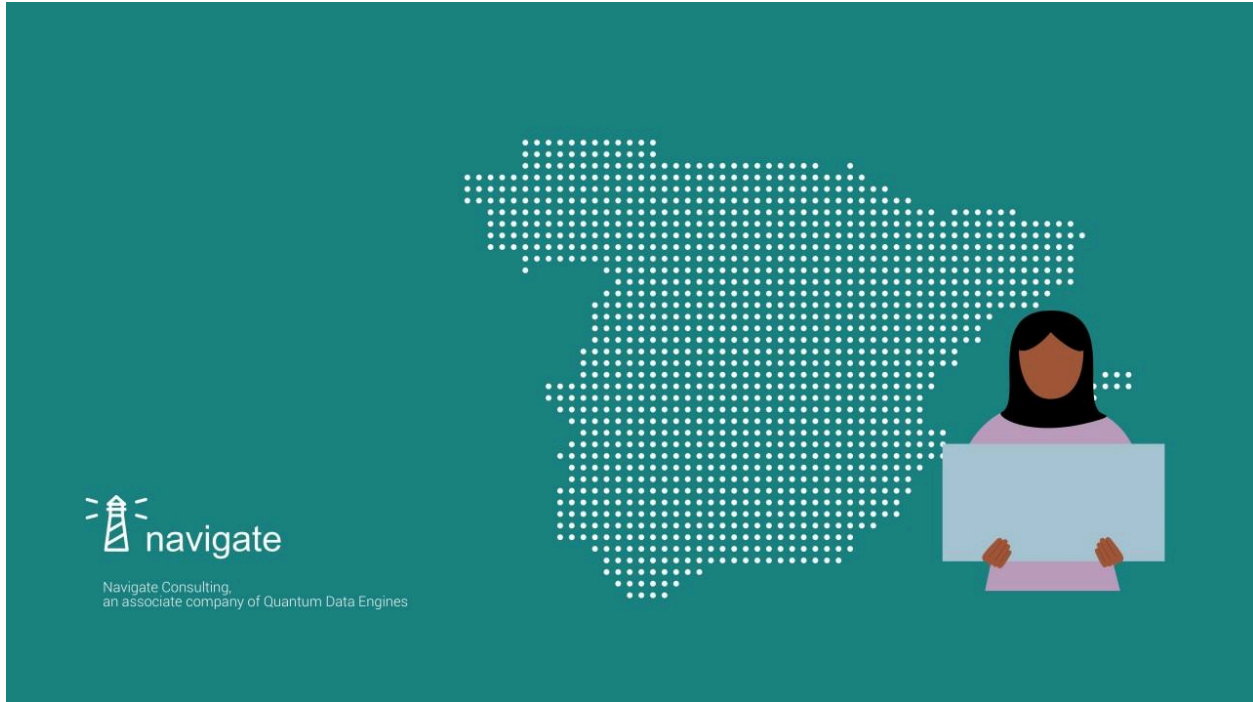 navigate
Navigate Consulting,
an associate company of Quantum Data Engines